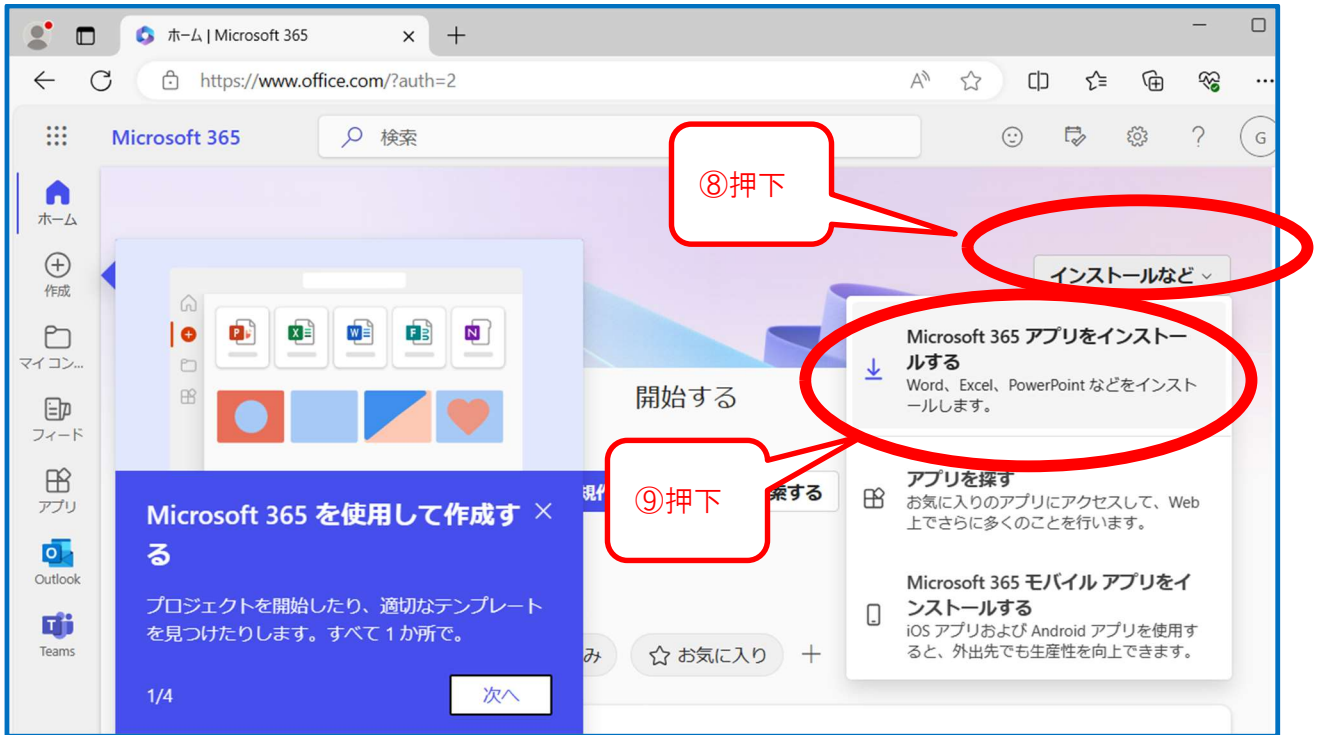 ホーム | Microsoft 365
https://www.office.com/?auth=2
Microsoft 365
検索
G
ホーム
作成
マイ コン...
フィード
アプリ
Outlook
Teams
⑧押下
インストールなど
Microsoft 365 アプリをインストー
ルする
Word、Excel、PowerPoint などをインスト
ールします。
開始する
⑨押下
索する
アプリを探す
お気に入りのアプリにアクセスして、Web
上でさらに多くのことを行います。
Microsoft 365 モバイル アプリをイ
ンストールする
iOS アプリおよび Android アプリを使用す
ると、外出先でも生産性を向上できます。
Microsoft 365 を使用して作成す
る
プロジェクトを開始したり、適切なテンプレート
を見つけたりします。すべて 1 か所で。
1/4
次へ
み
お気に入り